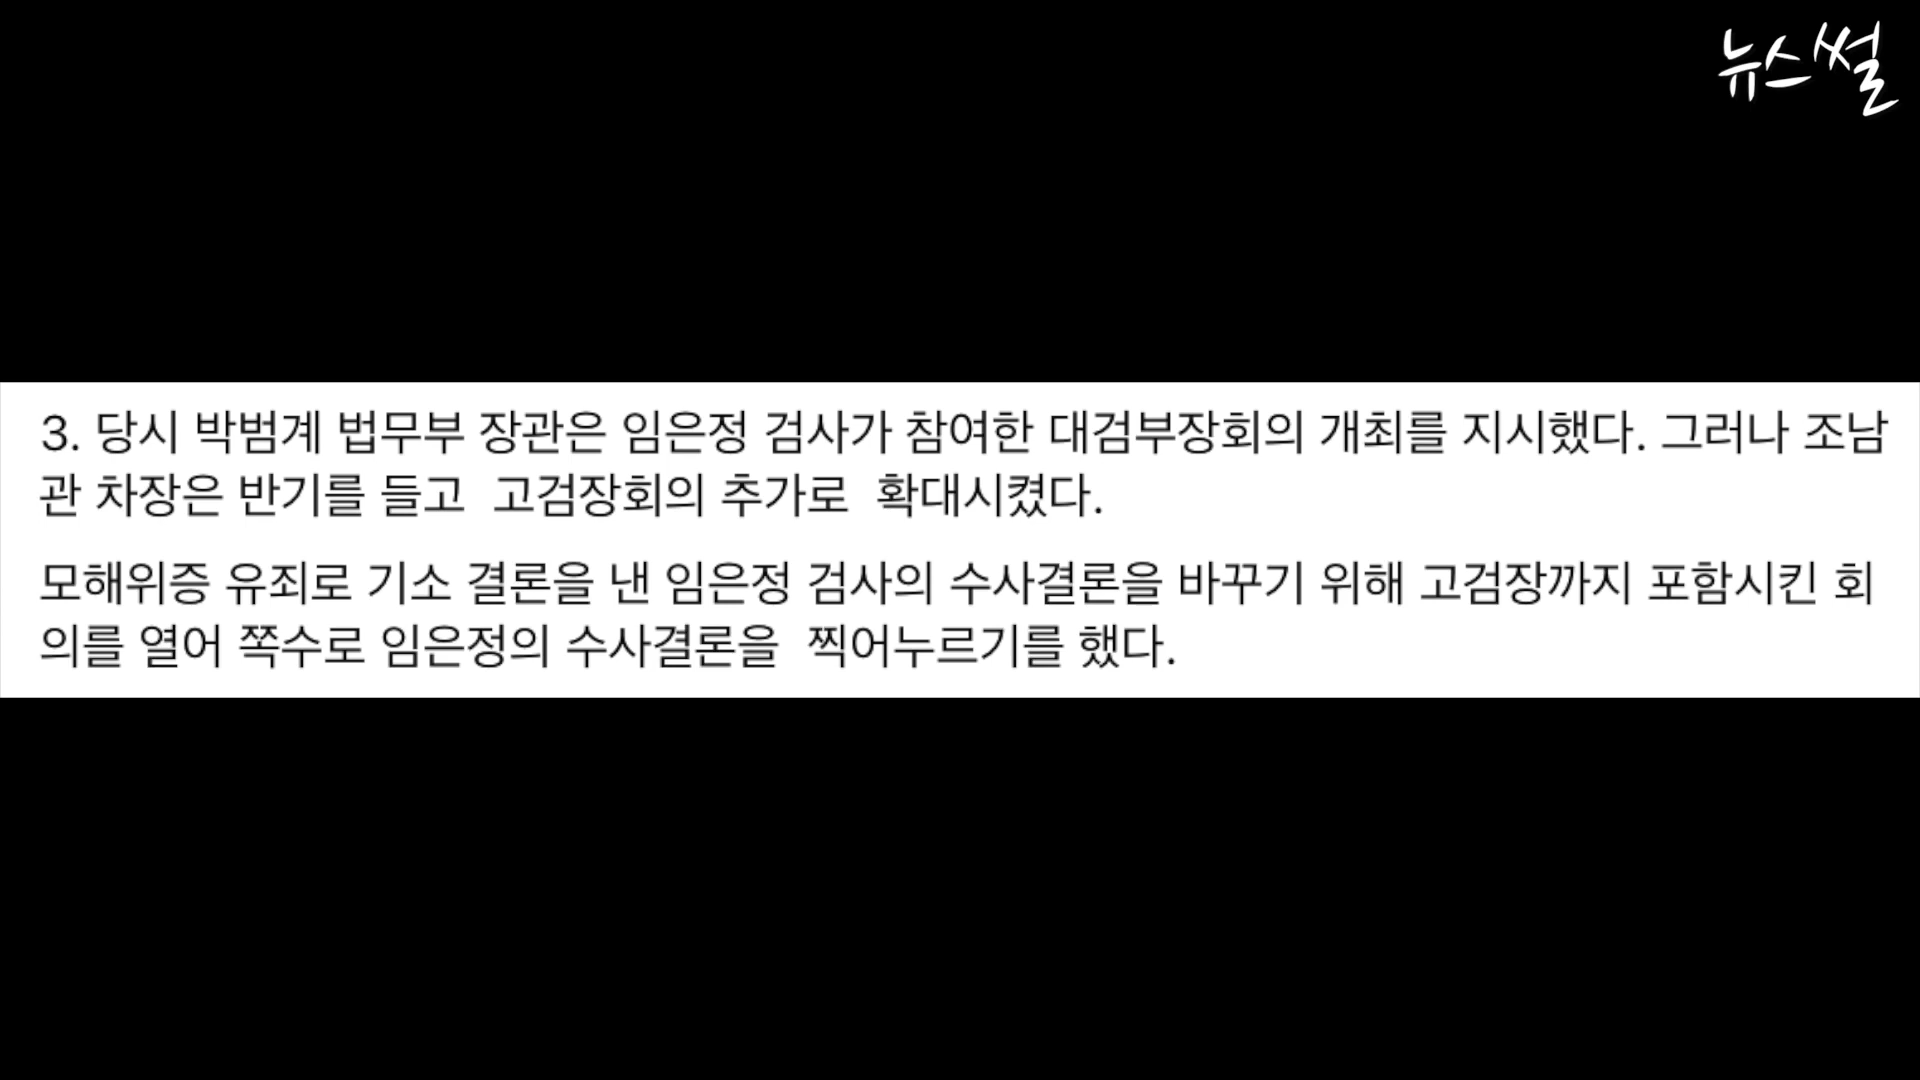 뉴스썰
3. 당시 박범계 법무부 장관은 임은정 검사가 참여한 대검부장회의 개최를 지시했다. 그러나 조남
관 차장은 반기를 들고  고검장회의 추가로  확대시켰다.
모해위증 유죄로 기소 결론을 낸 임은정 검사의 수사결론을 바꾸기 위해 고검장까지 포함시킨 회
의를 열어 쪽수로 임은정의 수사결론을  찍어누르기를 했다.